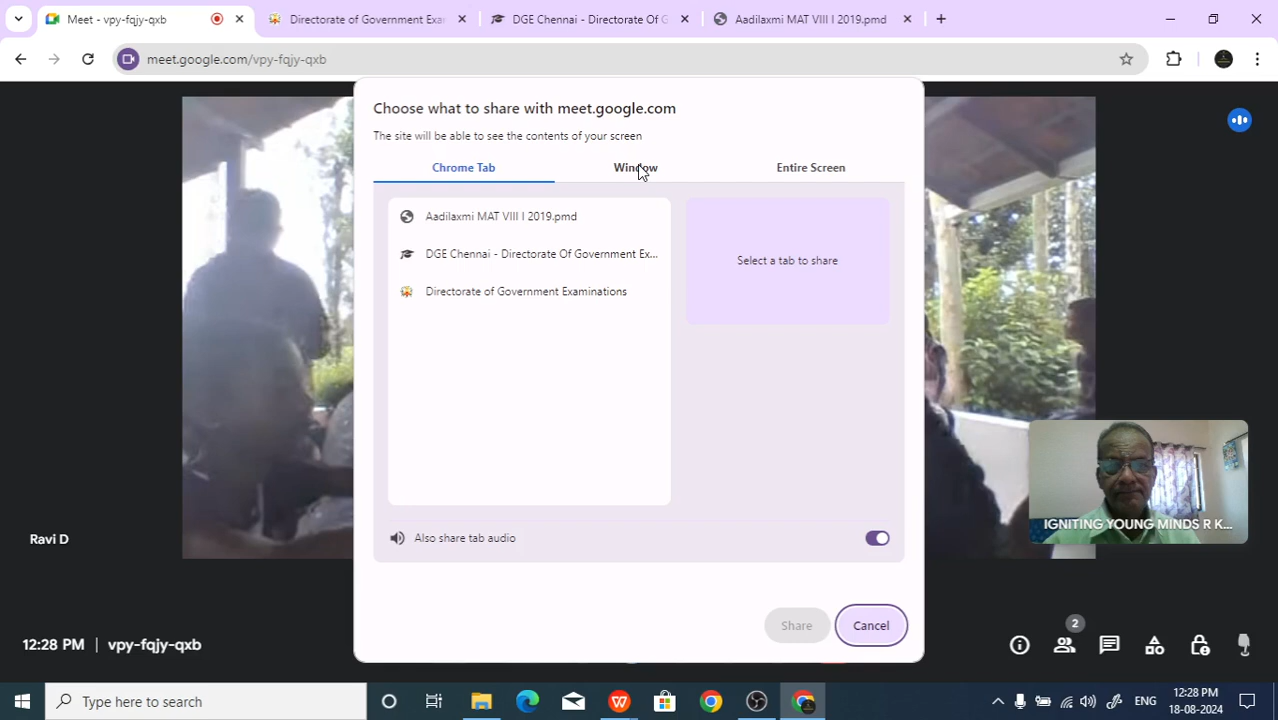 Meet - vpy-fqjy-qxb
Directorate of Government Exa
DGE Chennai - Directorate Of G
Aadilaxmi MAT VIII I 2019.pmd
meet.google.com/vpy-fqjy-qxb
Choose what to share with meet.google.com
The site will be able to see the contents of your screen
Chrome Tab Window Entire Screen
Aadilaxmi MAT VIII I 2019.pmd
DGE Chennai - Directorate Of Government Ex...
Directorate of Government Examinations
Select a tab to share
Also share tab audio
Share Cancel
Ravi D
IGNITING YOUNG MINDS R K...
12:28 PM | vpy-fqjy-qxb
2
Type here to search
W
ENG
12:28 PM
18-08-2024